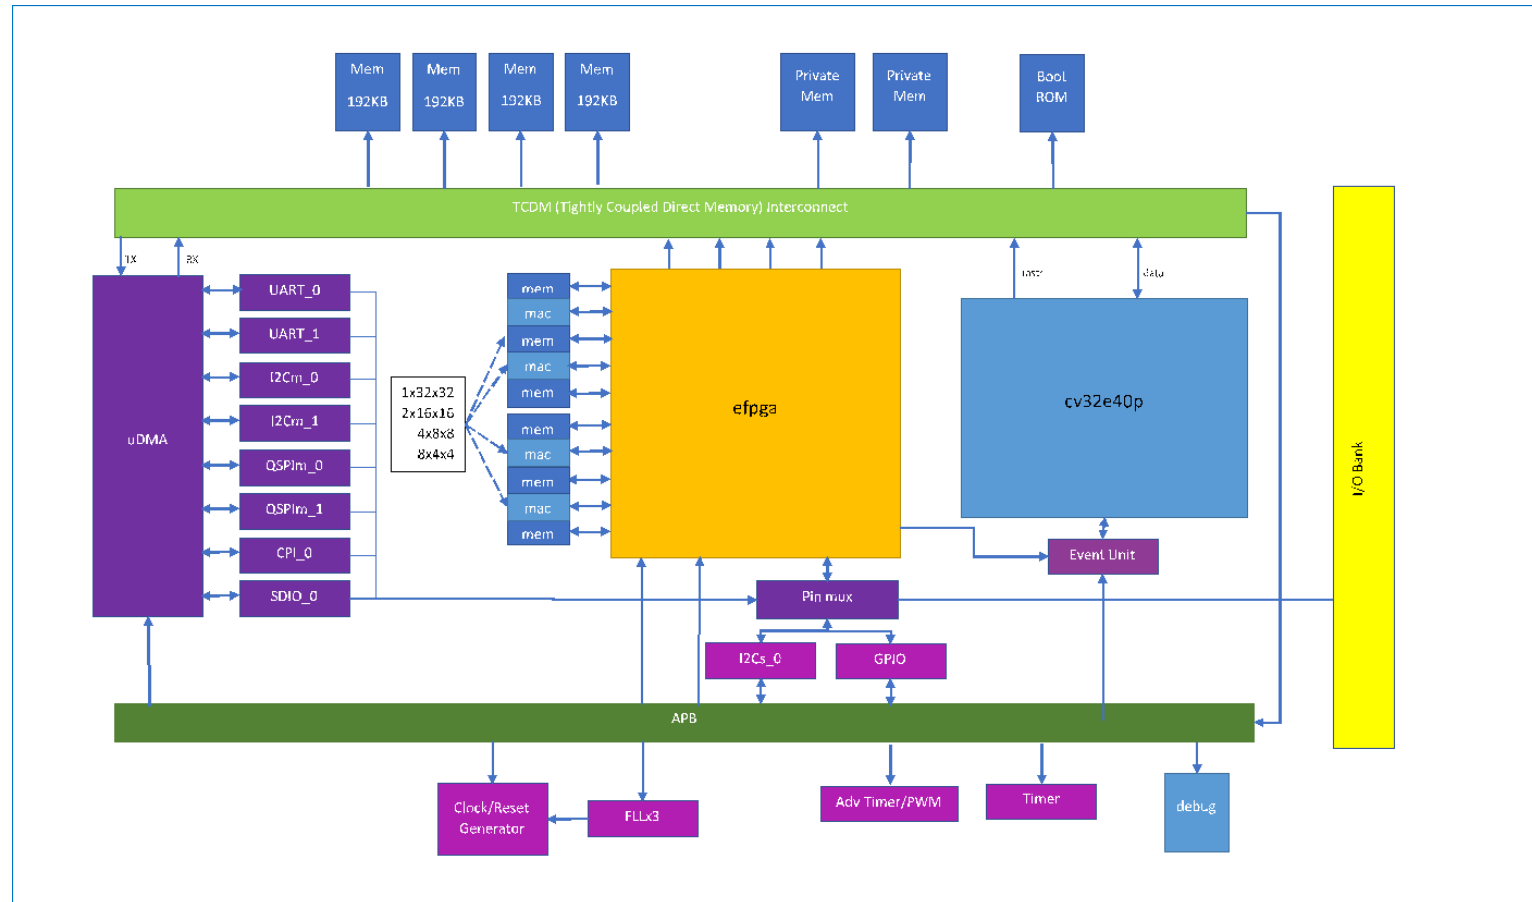 Mem
192KB
Mem
192KB
Mem
192KB
Mem
192KB
Private
Mem
Private
Mem
Boot
ROM
TCDM (Tightly Coupled Direct Memory) Interconnect
TX
RX
instr
data
uDMA
UART_0
UART_1
I2Cm_0
I2Cm_1
QSPIm_0
QSPIm_1
CPI_0
SDIO_0
1x32x32
2x16x16
4x8x8
8x4x4
mem
mac
mem
mac
mem
mem
mac
mem
mac
mem
efpga
cv32e40p
I/O Bank
Event Unit
Pin mux
I2Cs_0
GPIO
APB
Clock/Reset
Generator
FLLx3
Adv Timer/PWM
Timer
debug